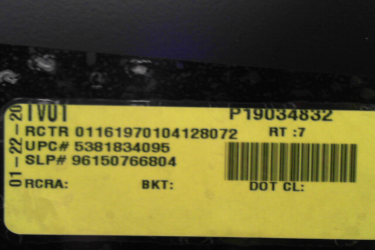 TV01 P19034832
RCTR 01161970104128072 RT :7
UPC# 5381834095
SLP# 96150766804
RCRA: BKT: DOT CL:
01-22-20